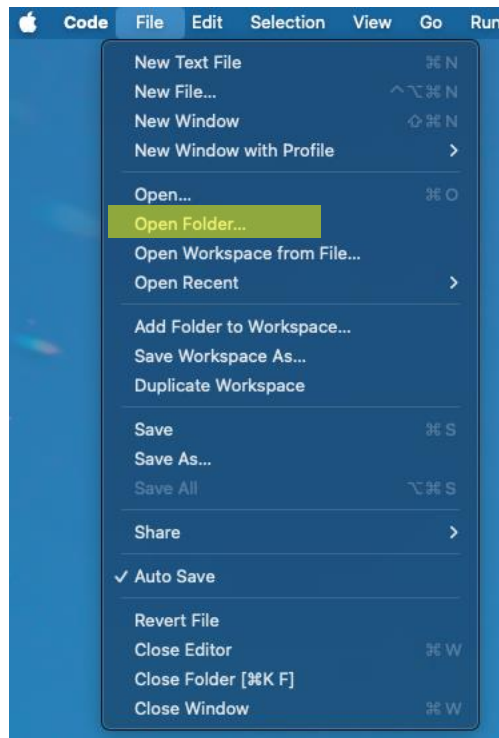 Code File Edit Selection View Go Run
New Text File ⌘ N
New File... ⌃⌥⌘ N
New Window ⇧⌘ N
New Window with Profile >
Open... ⌘ O
Open Folder...
Open Workspace from File...
Open Recent >
Add Folder to Workspace...
Save Workspace As...
Duplicate Workspace
Save ⌘ S
Save As...
Save All ⌥⌘ S
Share >
✓ Auto Save
Revert File
Close Editor ⌘ W
Close Folder [⌘K F]
Close Window ⌘ W